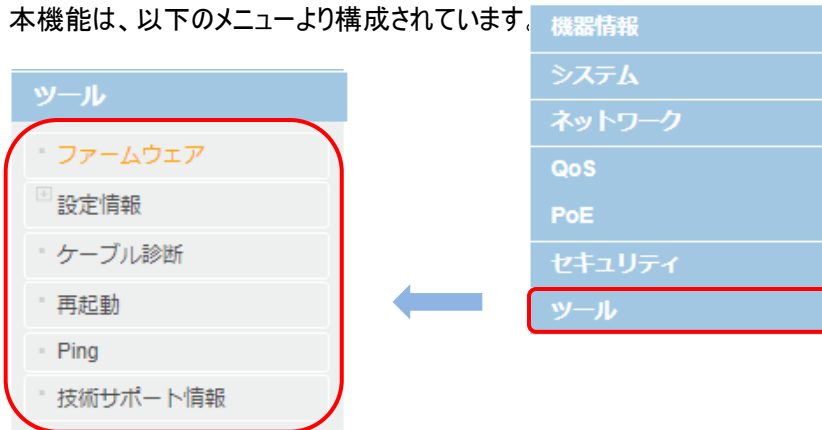 本機能は、以下のメニューより構成されています。
機器情報
システム
ネットワーク
QoS
PoE
セキュリティ
ツール
ツール
ファームウェア
設定情報
ケーブル診断
再起動
Ping
技術サポート情報